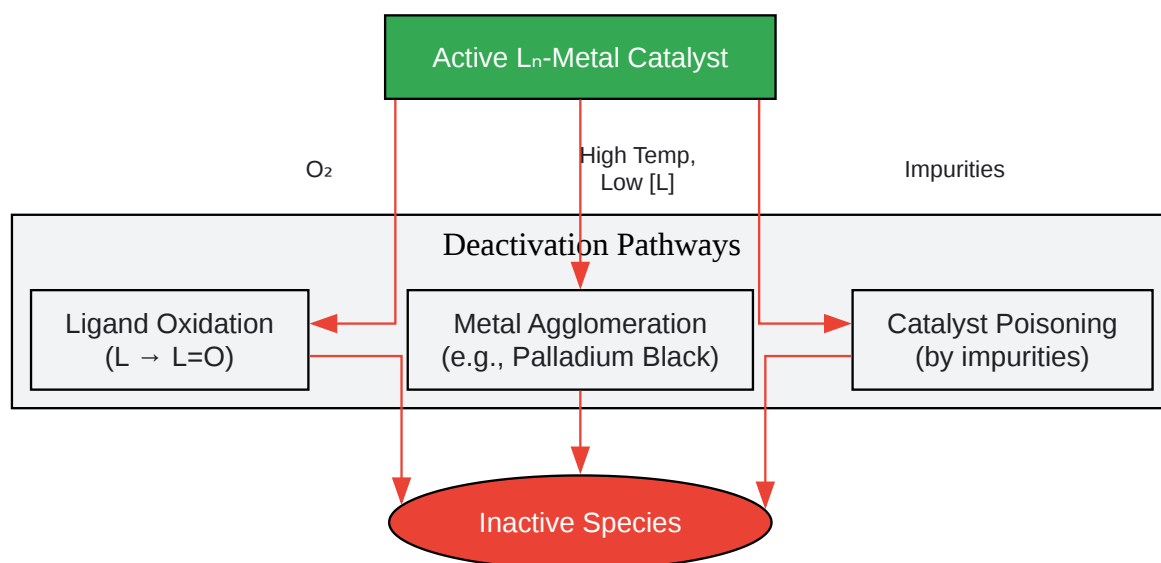 Active Lₙ-Metal Catalyst
O₂
High Temp,
Low [L]
Impurities
Deactivation Pathways
Ligand Oxidation
(L → L=O)
Metal Agglomeration
(e.g., Palladium Black)
Catalyst Poisoning
(by impurities)
Inactive Species